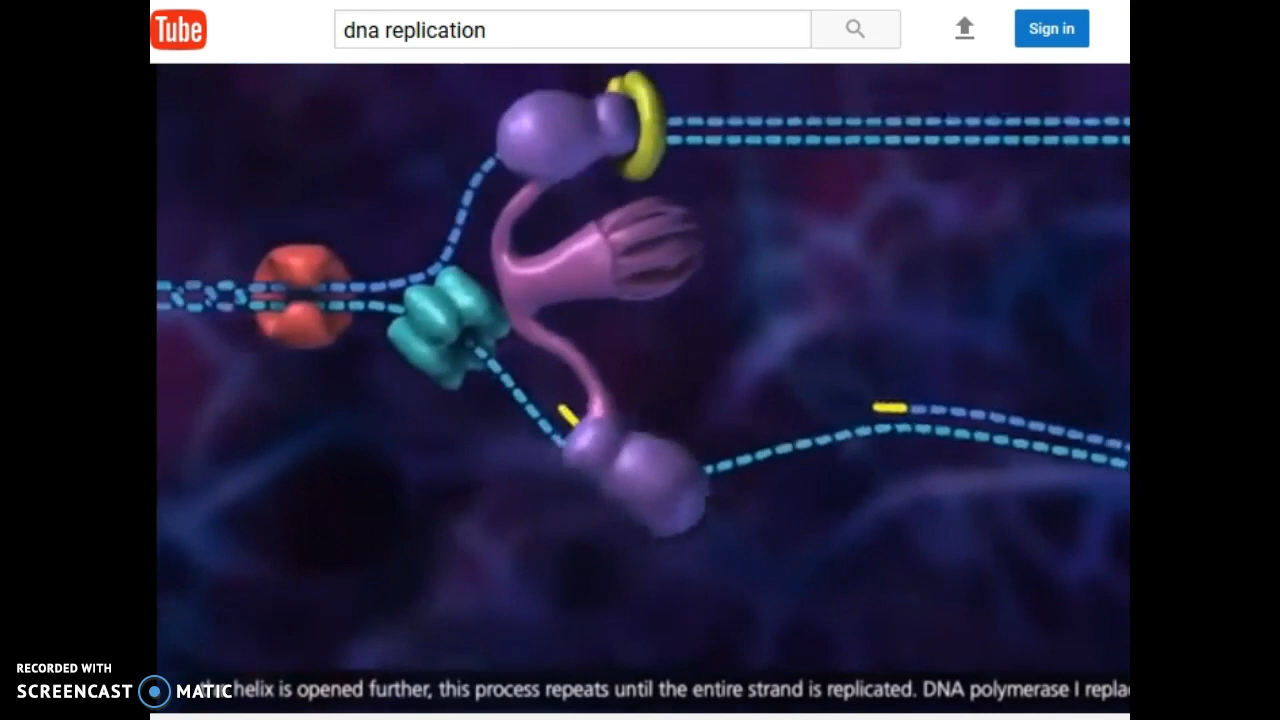 Tube
dna replication
Sign in
RECORDED WITH
SCREENCAST MATIC
helix is opened further, this process repeats until the entire strand is replicated. DNA polymerase I repla